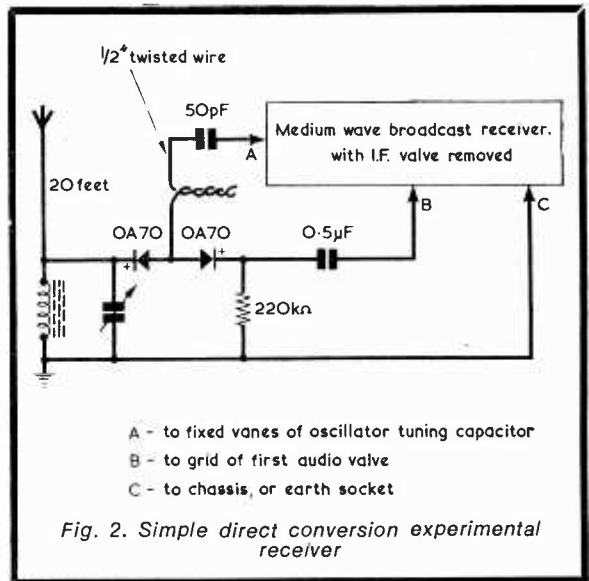 1/2" twisted wire
50pF
A
Medium wave broadcast receiver.
with I.F. valve removed
20 feet
B
C
OA70 OA70
0·5µF
+
+
220kΩ
A - to fixed vanes of oscillator tuning capacitor
B - to grid of first audio valve
C - to chassis, or earth socket
Fig. 2. Simple direct conversion experimental
receiver